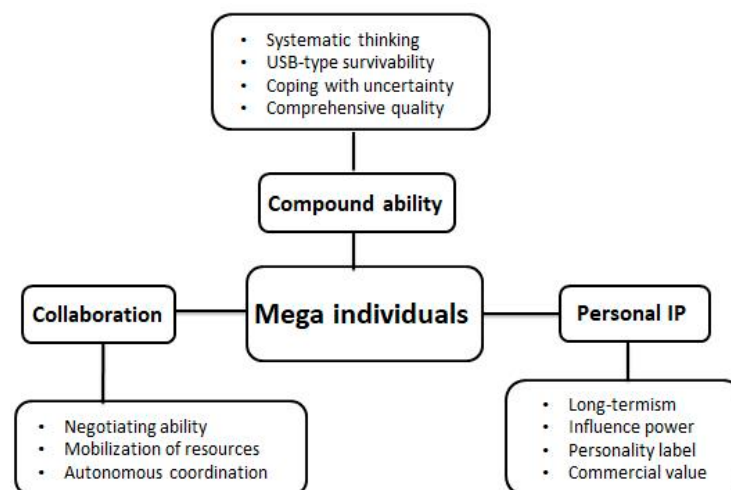 • Systematic thinking
• USB-type survivability
• Coping with uncertainty
• Comprehensive quality
Compound ability
Collaboration
Mega individuals
Personal IP
• Negotiating ability
• Mobilization of resources
• Autonomous coordination
• Long-termism
• Influence power
• Personality label
• Commercial value